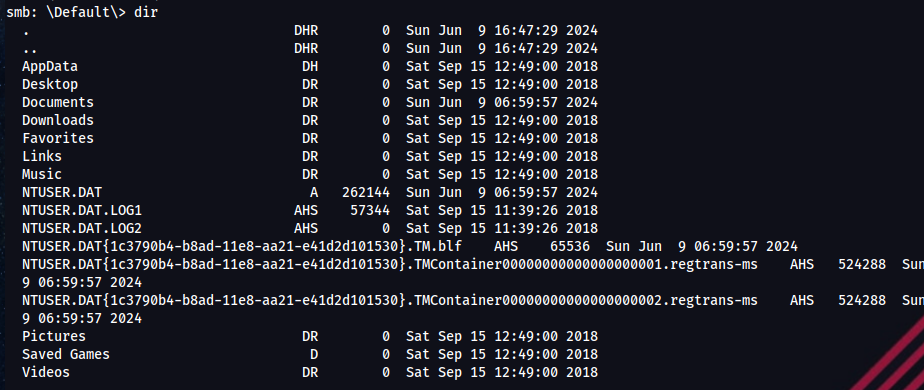 smb: \Default\> dir
  .                                 DHR        0  Sun Jun  9 16:47:29 2024
  ..                                DHR        0  Sun Jun  9 16:47:29 2024
  AppData                            DH        0  Sat Sep 15 12:49:00 2018
  Desktop                            DR        0  Sat Sep 15 12:49:00 2018
  Documents                          DR        0  Sun Jun  9 06:59:57 2024
  Downloads                          DR        0  Sat Sep 15 12:49:00 2018
  Favorites                          DR        0  Sat Sep 15 12:49:00 2018
  Links                              DR        0  Sat Sep 15 12:49:00 2018
  Music                              DR        0  Sat Sep 15 12:49:00 2018
  NTUSER.DAT                          A   262144  Sun Jun  9 06:59:57 2024
  NTUSER.DAT.LOG1                   AHS    57344  Sat Sep 15 11:39:26 2018
  NTUSER.DAT.LOG2                   AHS        0  Sat Sep 15 11:39:26 2018
  NTUSER.DAT{1c3790b4-b8ad-11e8-aa21-e41d2d101530}.TM.blf    AHS    65536  Sun Jun  9 06:59:57 2024
  NTUSER.DAT{1c3790b4-b8ad-11e8-aa21-e41d2d101530}.TMContainer00000000000000000001.regtrans-ms    AHS   524288  Sun
  9 06:59:57 2024
  NTUSER.DAT{1c3790b4-b8ad-11e8-aa21-e41d2d101530}.TMContainer00000000000000000002.regtrans-ms    AHS   524288  Sun
  9 06:59:57 2024
  Pictures                           DR        0  Sat Sep 15 12:49:00 2018
  Saved Games                         D        0  Sat Sep 15 12:49:00 2018
  Videos                             DR        0  Sat Sep 15 12:49:00 2018